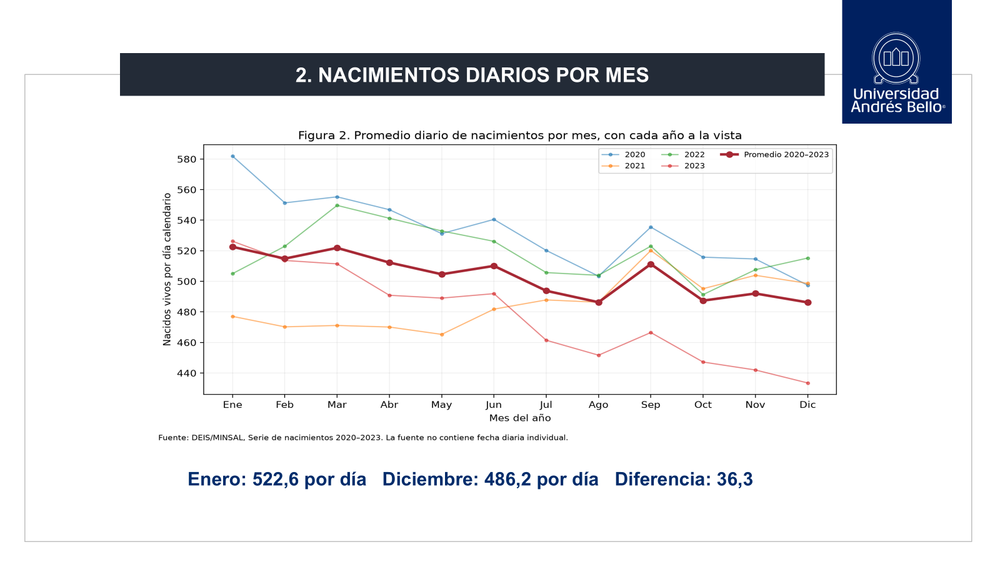 2. NACIMIENTOS DIARIOS POR MES
Universidad
Andrés Bello®
Figura 2. Promedio diario de nacimientos por mes, con cada año a la vista
2020
2021
2022
2023
Promedio 2020–2023
Nacidos vivos por día calendario
580
560
540
520
500
480
460
440
Ene Feb Mar Abr May Jun Jul Ago Sep Oct Nov Dic
Mes del año
Fuente: DEIS/MINSAL, Serie de nacimientos 2020–2023. La fuente no contiene fecha diaria individual.
Enero: 522,6 por día Diciembre: 486,2 por día Diferencia: 36,3